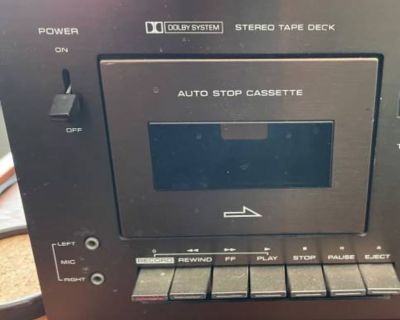 POWER
ON
OFF
DOLBY SYSTEM
STEREO TAPE DECK
AUTO STOP CASSETTE
LEFT
MIC
RIGHT
RECORD REWIND FF PLAY STOP PAUSE EJECT